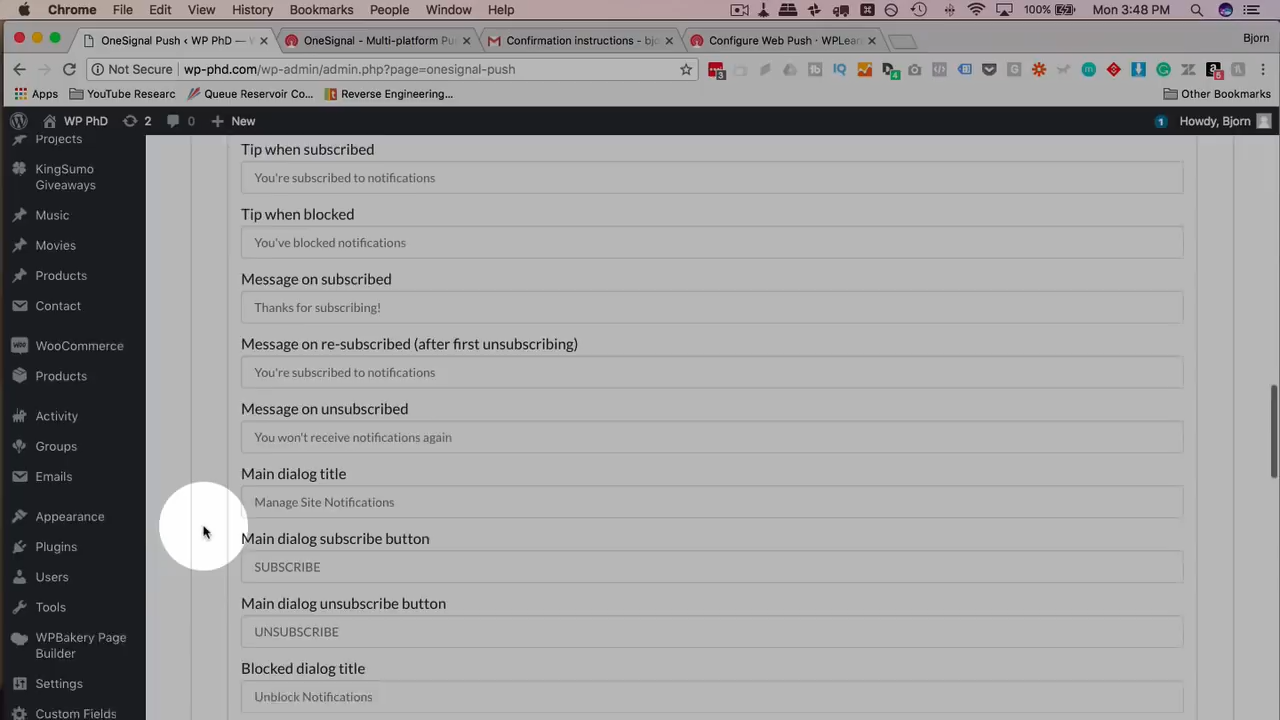 Chrome File Edit View History Bookmarks People Window Help 100% Mon 3:48 PM
OneSignal Push ‹ WP PhD — OneSignal - Multi-platform Pu Confirmation instructions - bjo Configure Web Push · WPLear Bjorn
Not Secure wp-phd.com/wp-admin/admin.php?page=onesignal-push
Apps YouTube Researc Queue Reservoir Co... Reverse Engineering... Other Bookmarks
WP PhD 2 0 New 1 Howdy, Bjorn
Projects
KingSumo
Giveaways
Music
Movies
Products
Contact
WooCommerce
Products
Activity
Groups
Emails
Appearance
Plugins
Users
Tools
WPBakery Page
Builder
Settings
Custom Fields
Tip when subscribed
You're subscribed to notifications
Tip when blocked
You've blocked notifications
Message on subscribed
Thanks for subscribing!
Message on re-subscribed (after first unsubscribing)
You're subscribed to notifications
Message on unsubscribed
You won't receive notifications again
Main dialog title
Manage Site Notifications
Main dialog subscribe button
SUBSCRIBE
Main dialog unsubscribe button
UNSUBSCRIBE
Blocked dialog title
Unblock Notifications